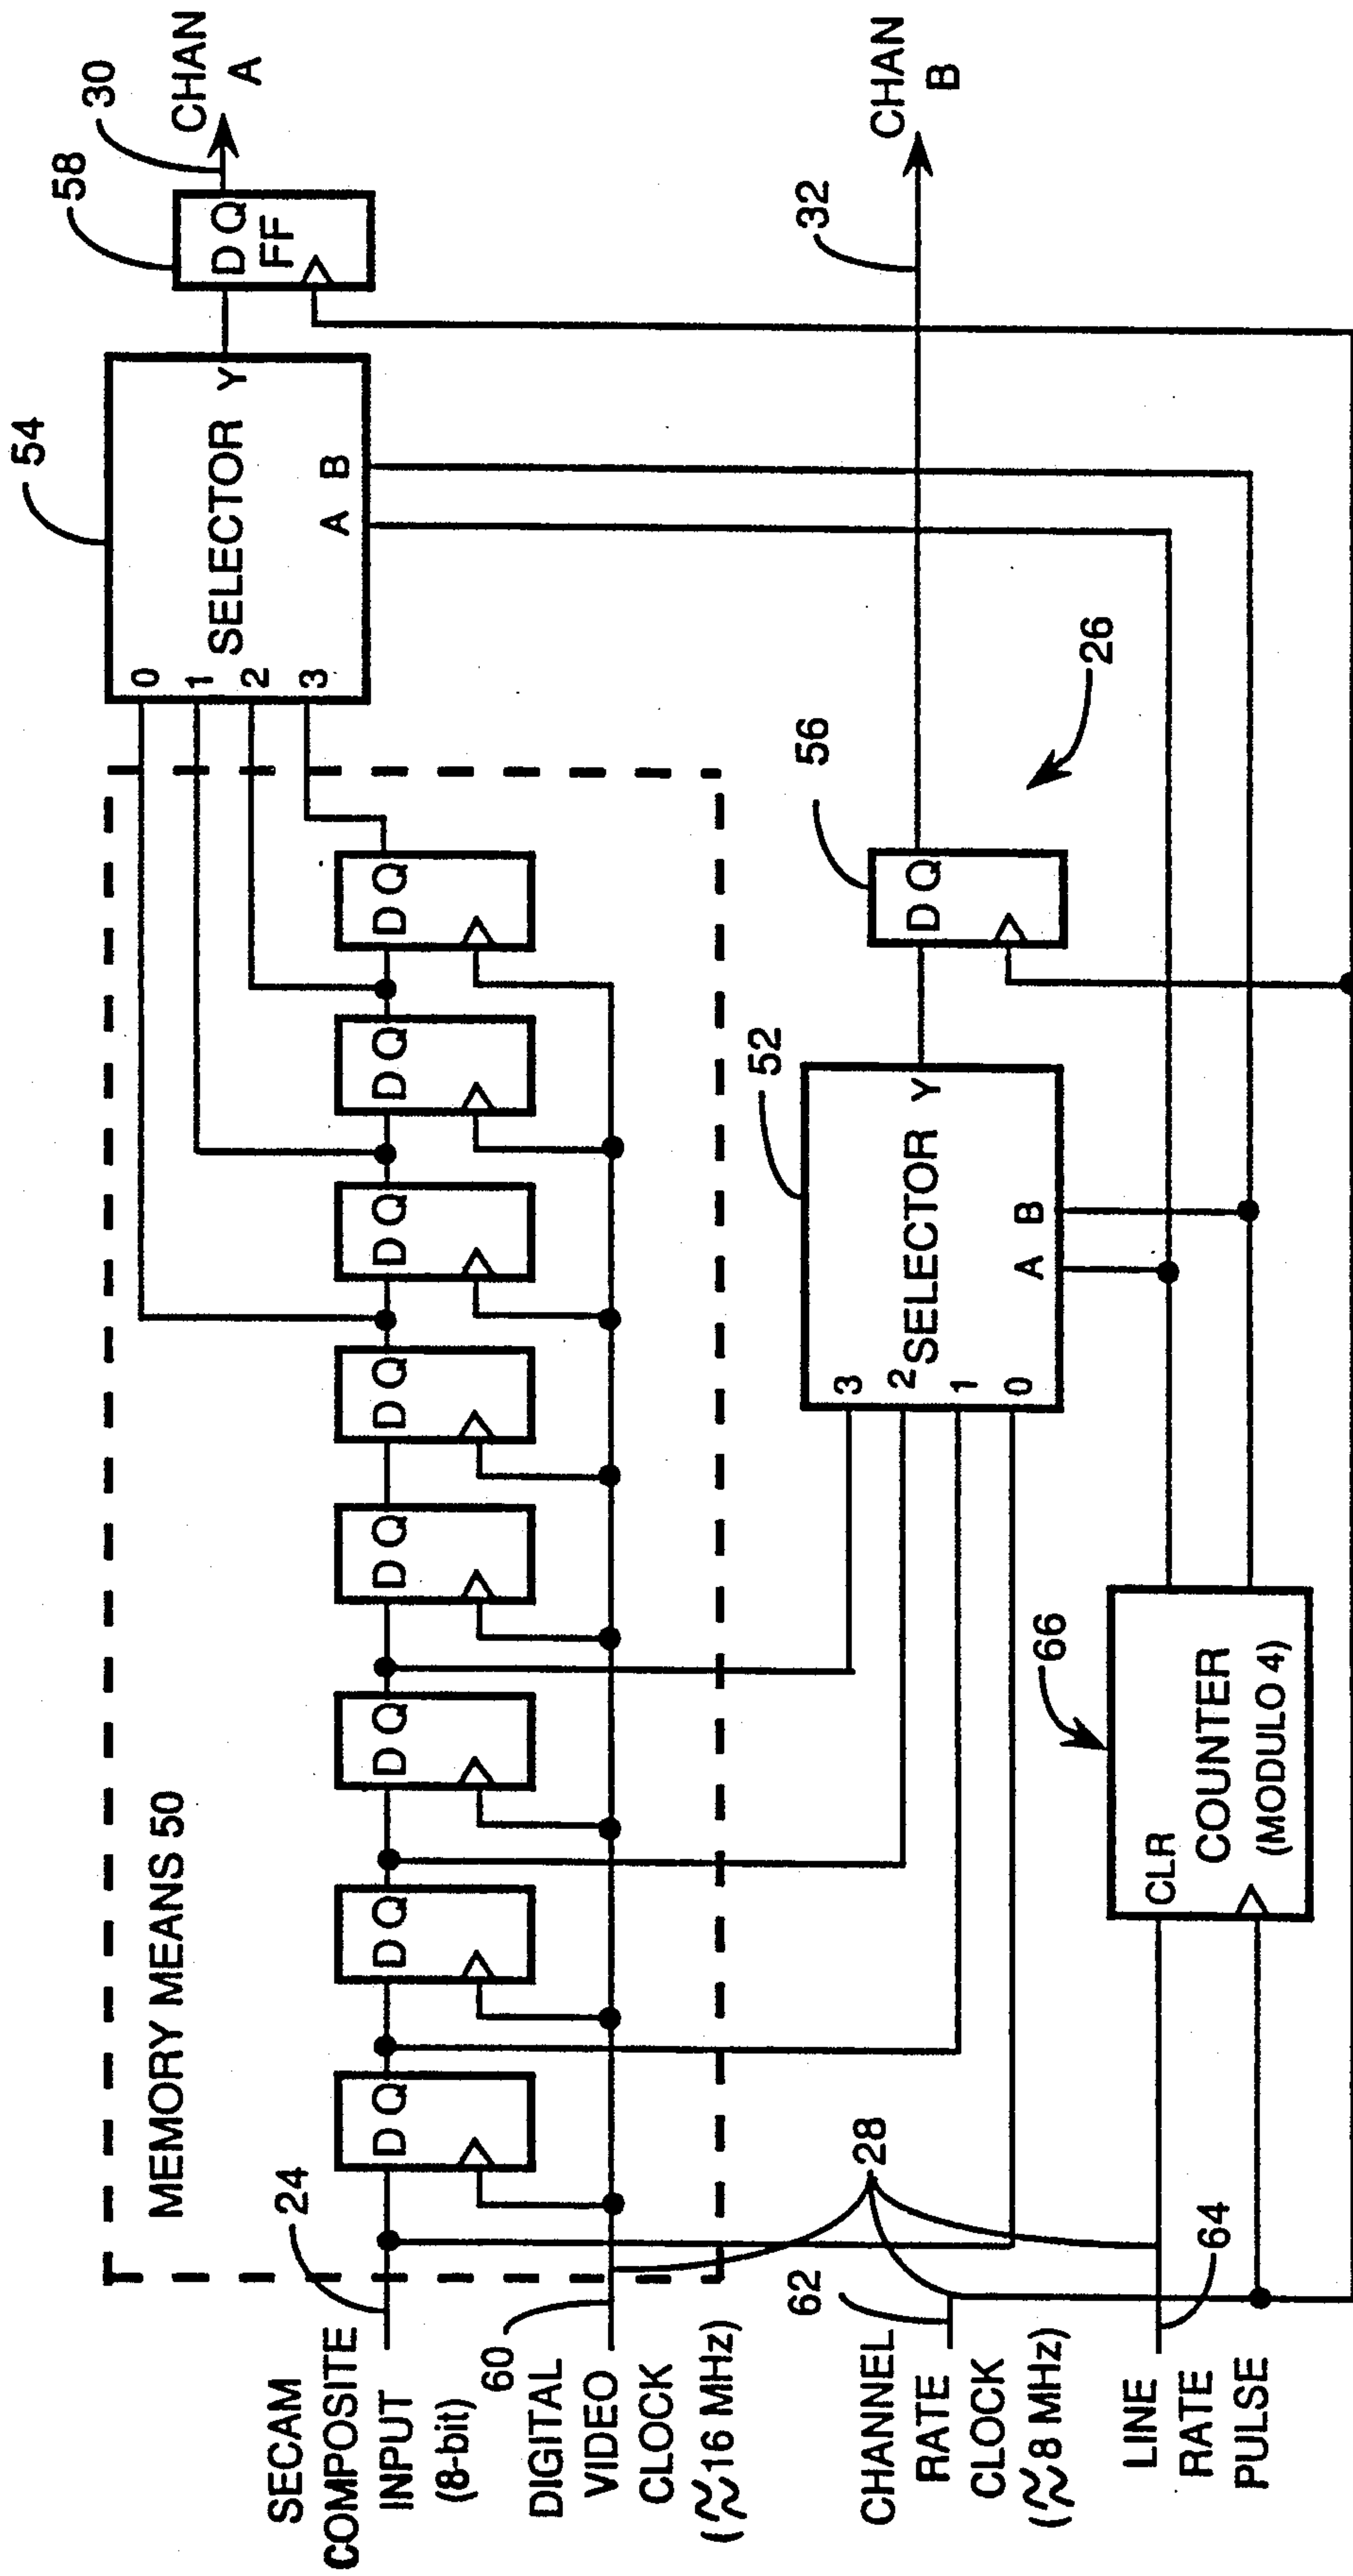 MEMORY MEANS 50
SECAM
COMPOSITE
INPUT
(8-bit)
24
D Q
D Q
D Q
D Q
D Q
D Q
D Q
D Q
60
DIGITAL
VIDEO
CLOCK
(≈16 MHz)
54
0
1
2
3
SELECTOR
Y
A
B
58
D Q
FF
30
CHAN
A
62
CHANNEL
RATE
CLOCK
(≈8 MHz)
28
52
3
2
1
0
SELECTOR
Y
A
B
56
D Q
26
32
CHAN
B
LINE
RATE
PULSE
64
66
CLR
COUNTER
(MODULO 4)